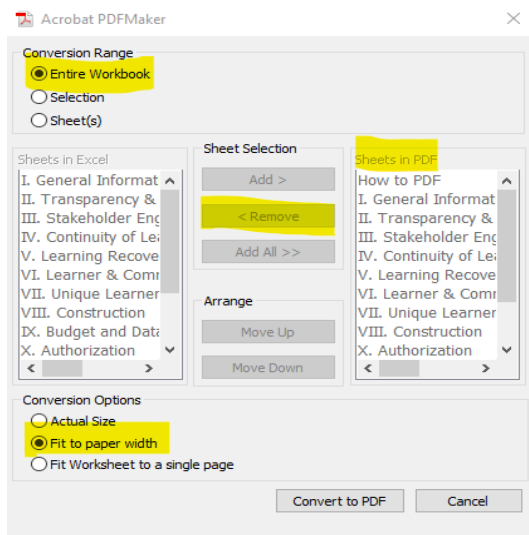 Acrobat PDFMaker
Conversion Range
Entire Workbook
Selection
Sheet(s)
Sheets in Excel
I. General Informat
II. Transparency &
III. Stakeholder Eng
IV. Continuity of Lea
V. Learning Recove
VI. Learner & Comm
VII. Unique Learner
VIII. Construction
IX. Budget and Data
X. Authorization
Sheet Selection
Add >
< Remove
Add All >>
Arrange
Move Up
Move Down
Sheets in PDF
How to PDF
I. General Informat
II. Transparency &
III. Stakeholder Eng
IV. Continuity of Lea
V. Learning Recove
VI. Learner & Comm
VII. Unique Learner
VIII. Construction
X. Authorization
Conversion Options
Actual Size
Fit to paper width
Fit Worksheet to a single page
Convert to PDF
Cancel